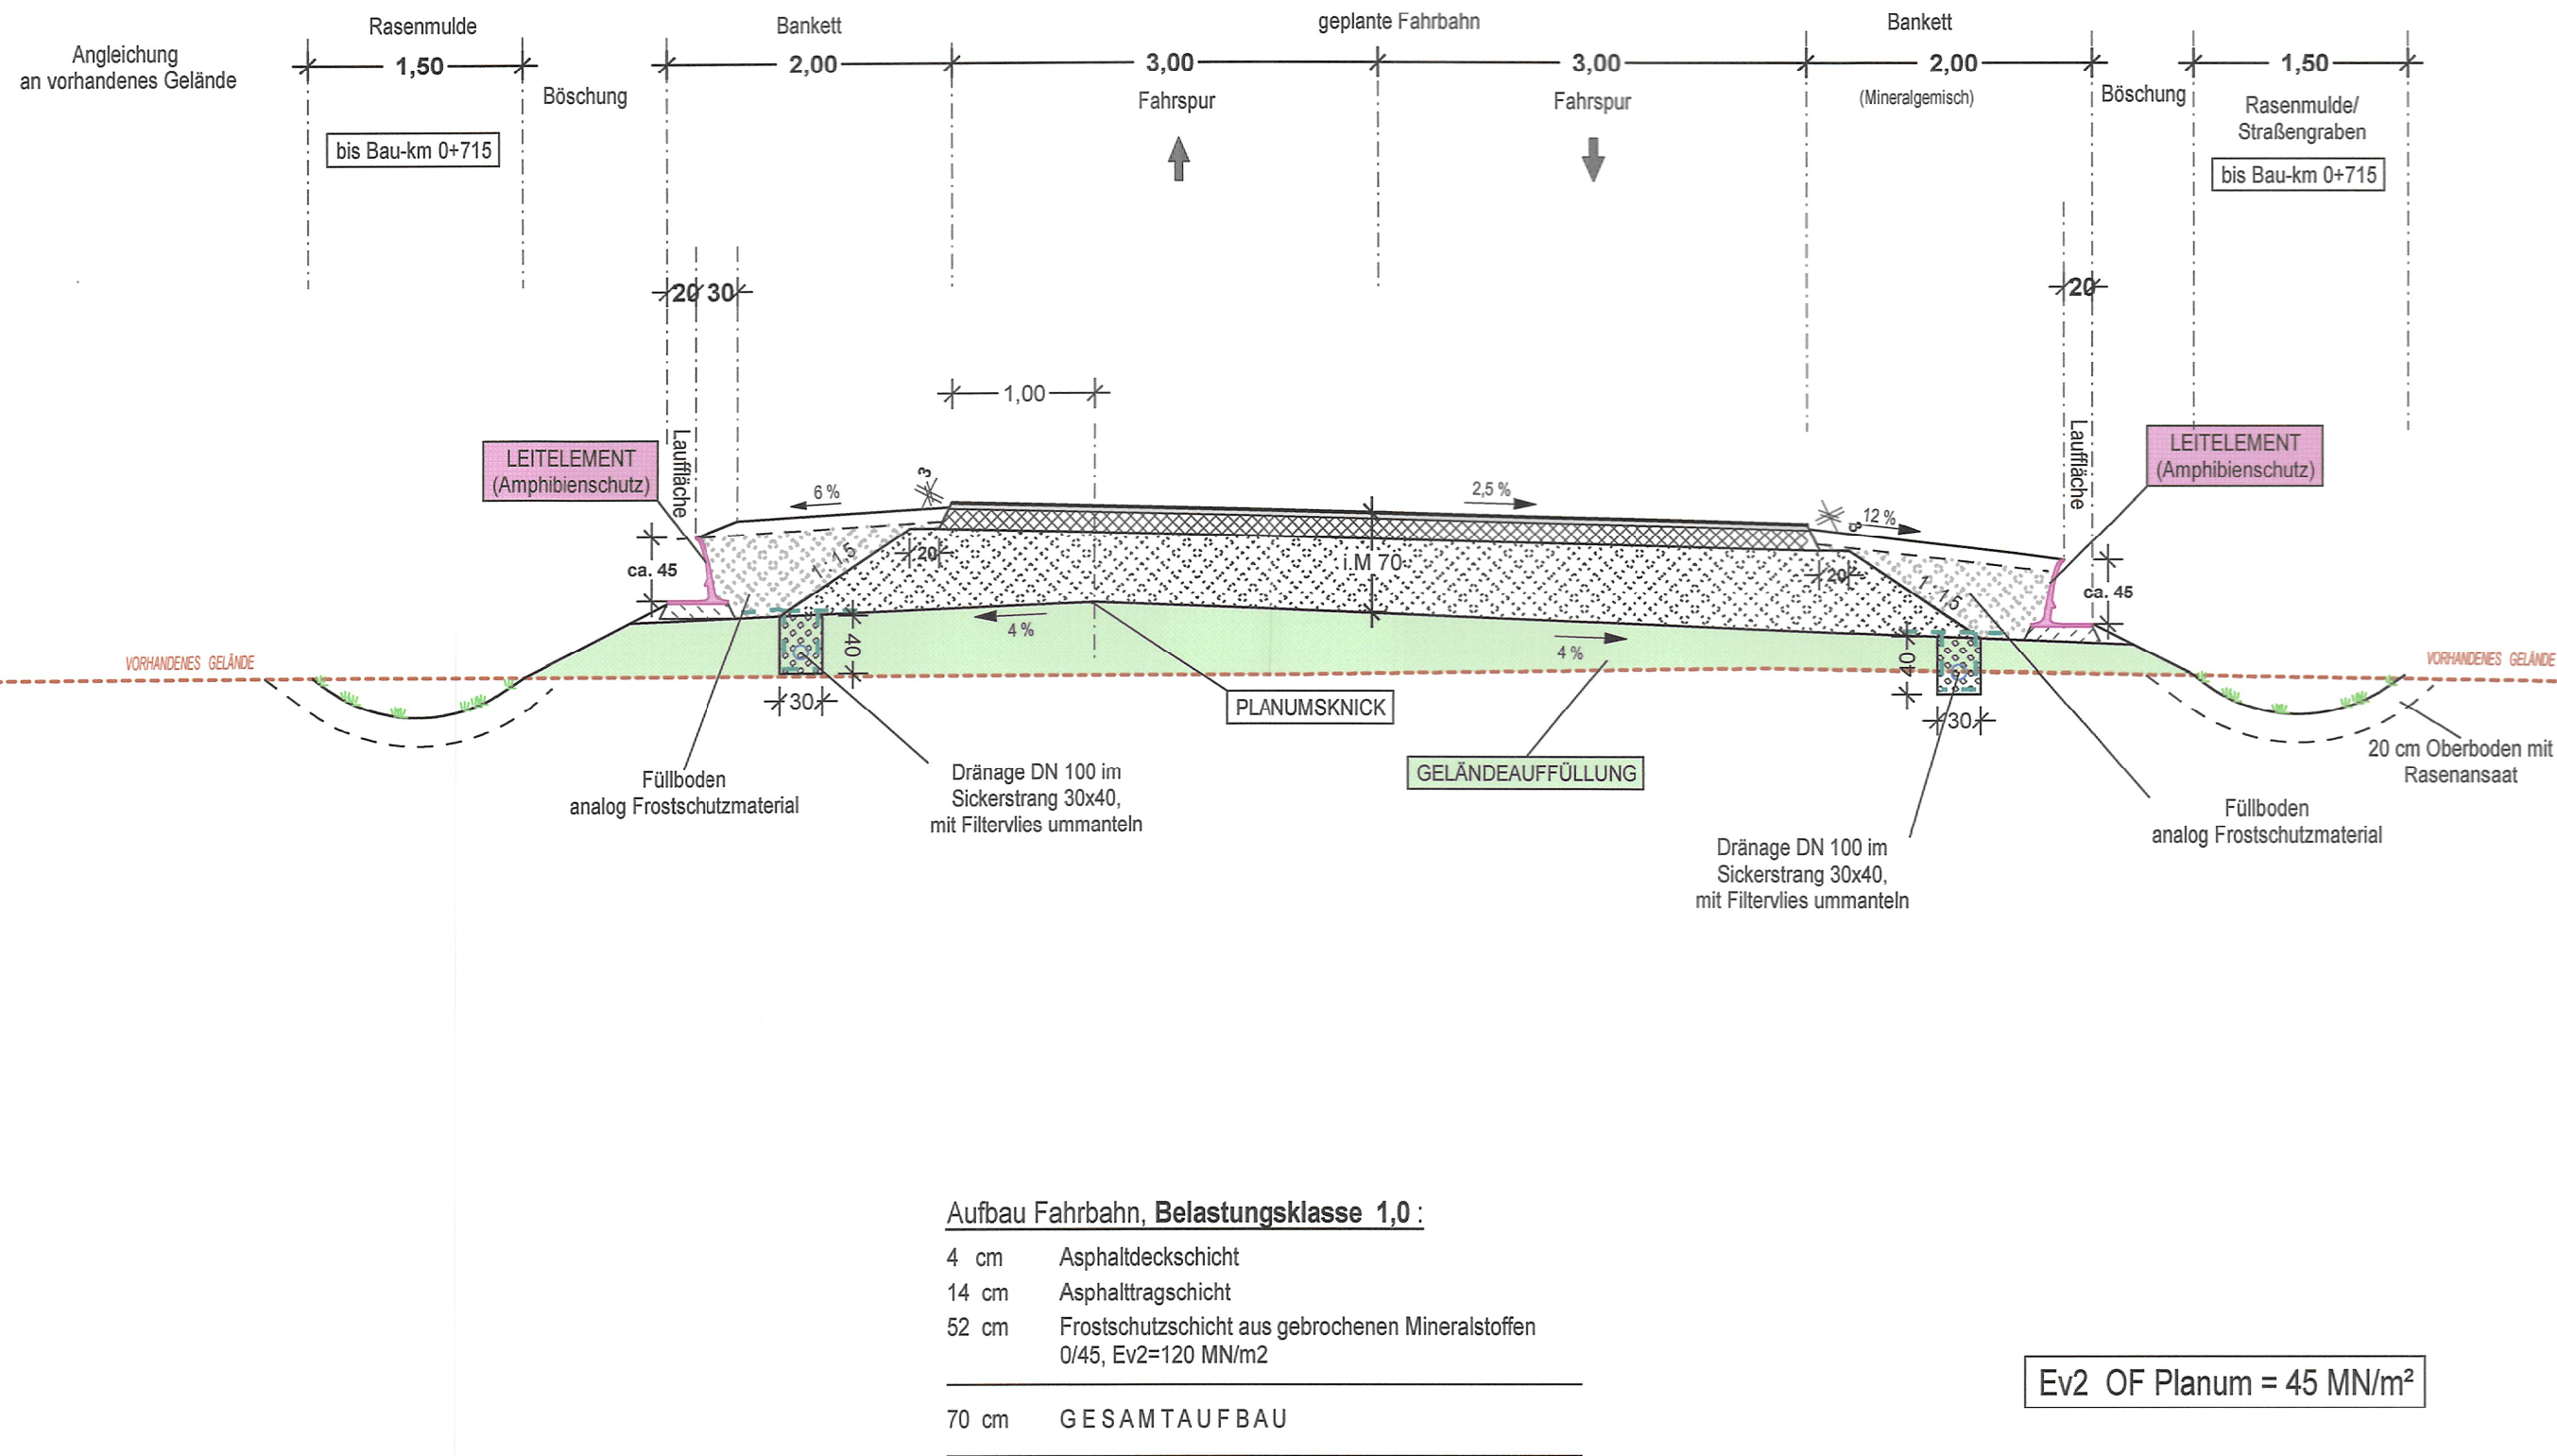 Rasenmulde
Bankett
geplante Fahrbahn
Bankett
Angleichung
an vorhandenes Gelände
1,50
2,00
3,00
3,00
2,00
1,50
Böschung
Fahrspur
Fahrspur
(Mineralgemisch)
Böschung
Rasenmulde/
Straßengraben
bis Bau-km 0+715
bis Bau-km 0+715
20
30
20
1,00
Lauffläche
Lauffläche
LEITELEMENT
(Amphibienschutz)
LEITELEMENT
(Amphibienschutz)
6 %
3
2,5 %
3
12 %
ca. 45
1 : 1,5
20
i.M 70
20
1 : 1,5
ca. 45
4 %
40
4 %
40
VORHANDENES GELÄNDE
VORHANDENES GELÄNDE
30
PLANUMSKNICK
30
GELÄNDEAUFFÜLLUNG
20 cm Oberboden mit
Rasenansaat
Füllboden
analog Frostschutzmaterial
Dränage DN 100 im
Sickerstrang 30x40,
mit Filtervlies ummanteln
Füllboden
analog Frostschutzmaterial
Dränage DN 100 im
Sickerstrang 30x40,
mit Filtervlies ummanteln
Aufbau Fahrbahn, Belastungsklasse 1,0 :
4 cm Asphaltdeckschicht
14 cm Asphalttragschicht
52 cm Frostschutzschicht aus gebrochenen Mineralstoffen
0/45, Ev2=120 MN/m2
70 cm GESAMTAUFBAU
Ev2 OF Planum = 45 MN/m²